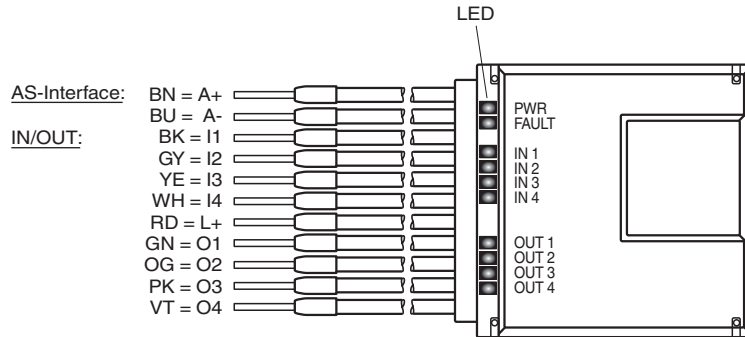 LED
AS-Interface:
BN = A+
BU = A-
IN/OUT:
BK = I1
GY = I2
YE = I3
WH = I4
RD = L+
GN = O1
OG = O2
PK = O3
VT = O4
PWR
FAULT
IN 1
IN 2
IN 3
IN 4
OUT 1
OUT 2
OUT 3
OUT 4